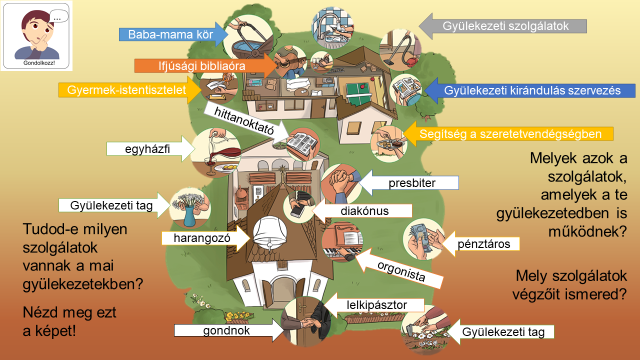 Gondolkozz!
Baba-mama kör
Gyülekezeti szolgálatok
Ifjúsági bibliaóra
Gyermek-istentisztelet
Gyülekezeti kirándulás szervezés
hittanoktató
Segítség a szeretetvendégségben
egyházfi
presbiter
Gyülekezeti tag
diakónus
harangozó
pénztáros
orgonista
lelkipásztor
gondnok
Gyülekezeti tag
Tudod-e milyen
szolgálatok
vannak a mai
gyülekezetekben?
Nézd meg ezt
a képet!
Melyek azok a
szolgálatok,
amelyek a te
gyülekezetedben is
működnek?
Mely szolgálatok
végzőit ismered?